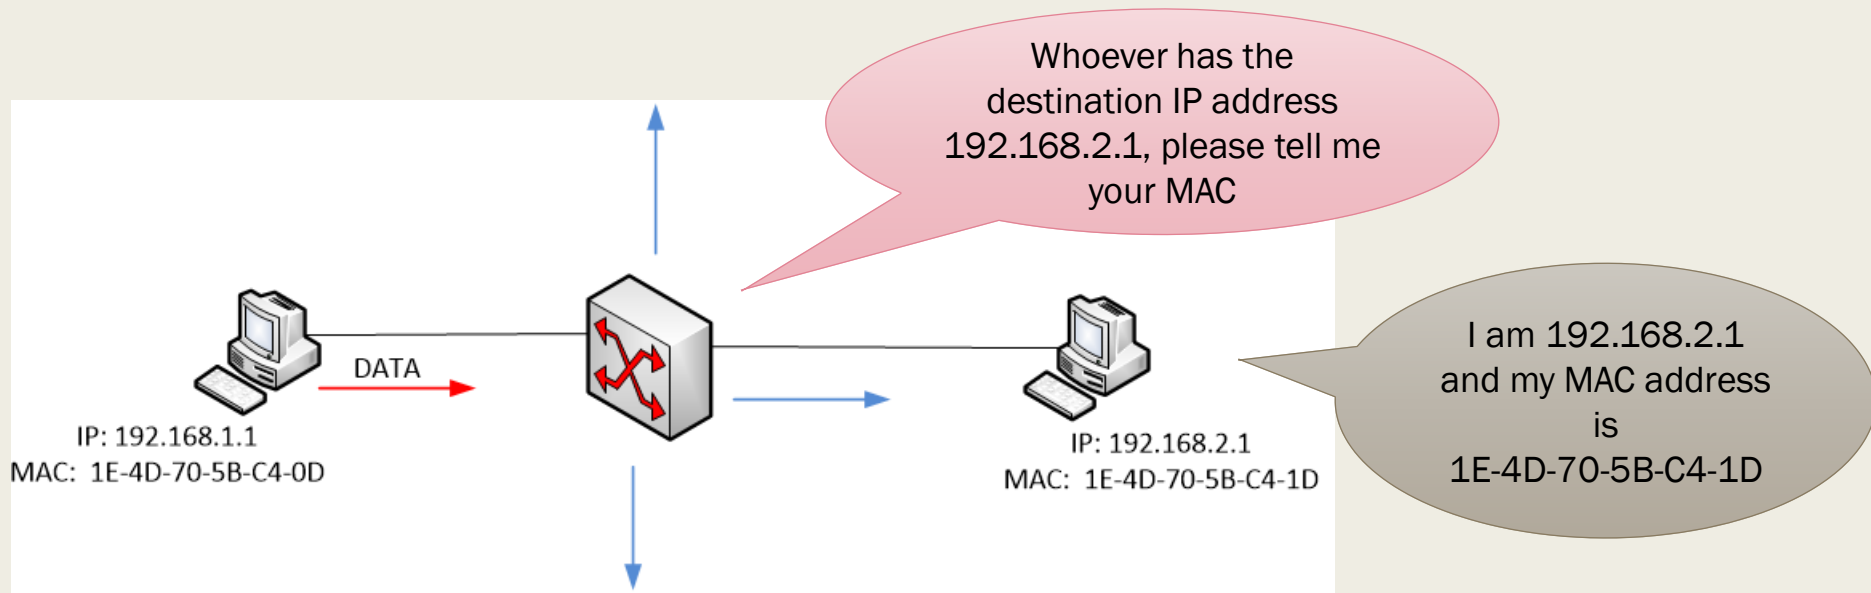 Whoever has the
destination IP address
192.168.2.1, please tell me
your MAC
DATA
IP: 192.168.1.1
MAC: 1E-4D-70-5B-C4-0D
IP: 192.168.2.1
MAC: 1E-4D-70-5B-C4-1D
I am 192.168.2.1
and my MAC address
is
1E-4D-70-5B-C4-1D